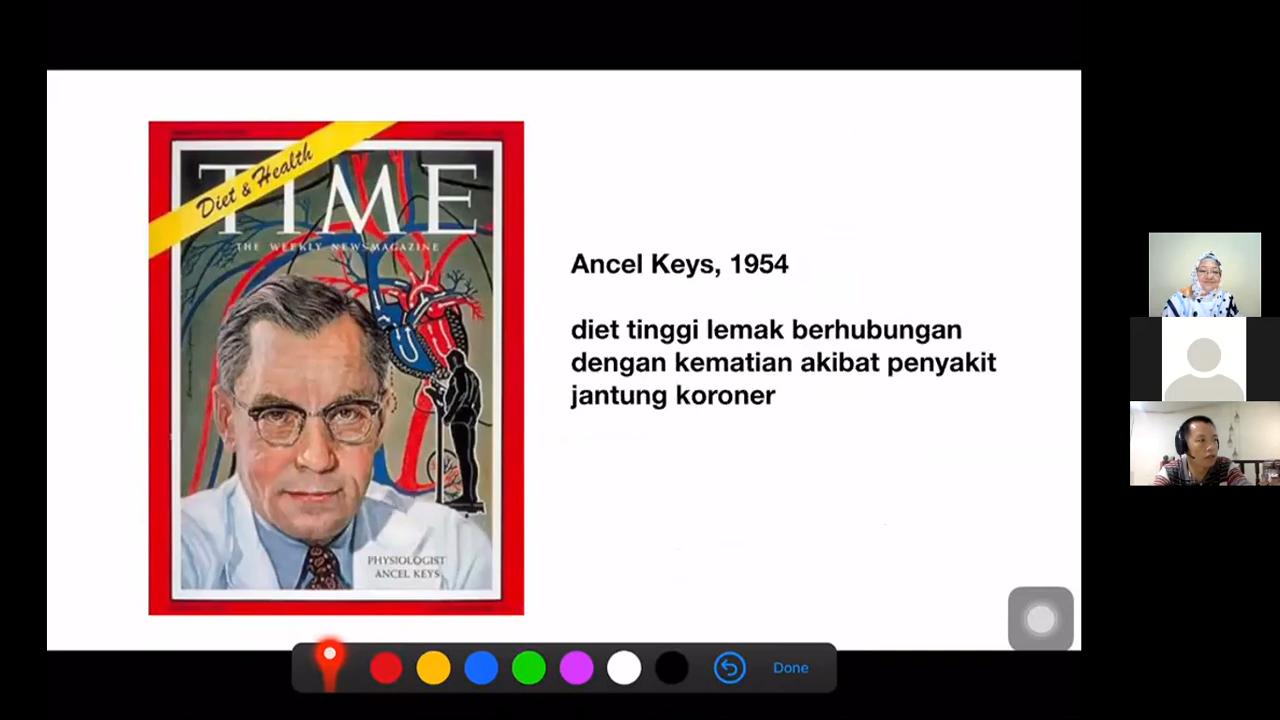 Diet & Health
TIME
THE WEEKLY NEWSMAGAZINE
PHYSIOLOGIST
ANCEL KEYS
Ancel Keys, 1954
diet tinggi lemak berhubungan
dengan kematian akibat penyakit
jantung koroner
Done